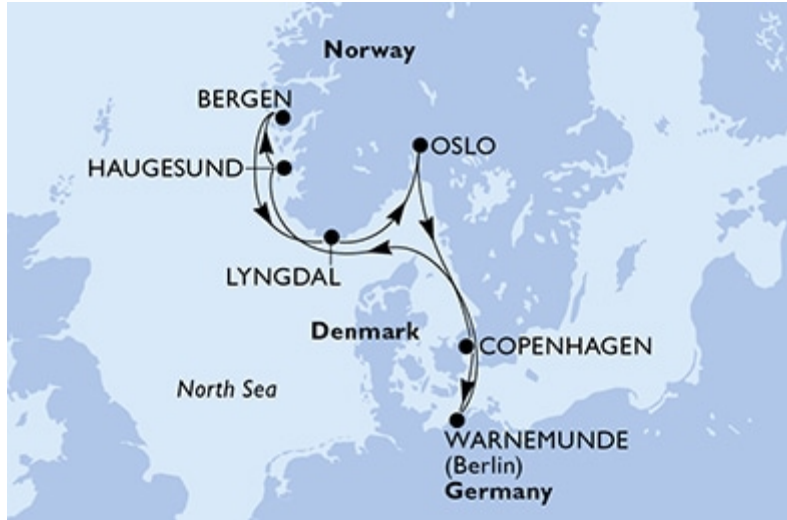 Norway
BERGEN
OSLO
HAUGESUND
LYNGDAL
Denmark
COPENHAGEN
North Sea
WARNEMUNDE
(Berlin)
Germany